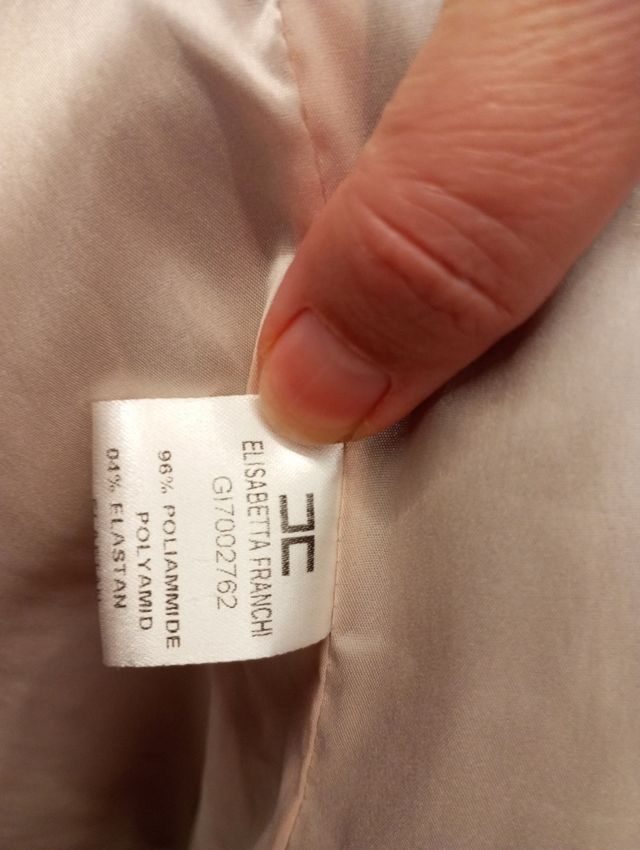 ELISABETTA FRANCHI
GI7002762
96% POLIAMMIDE
POLYAMID
04% ELASTAN